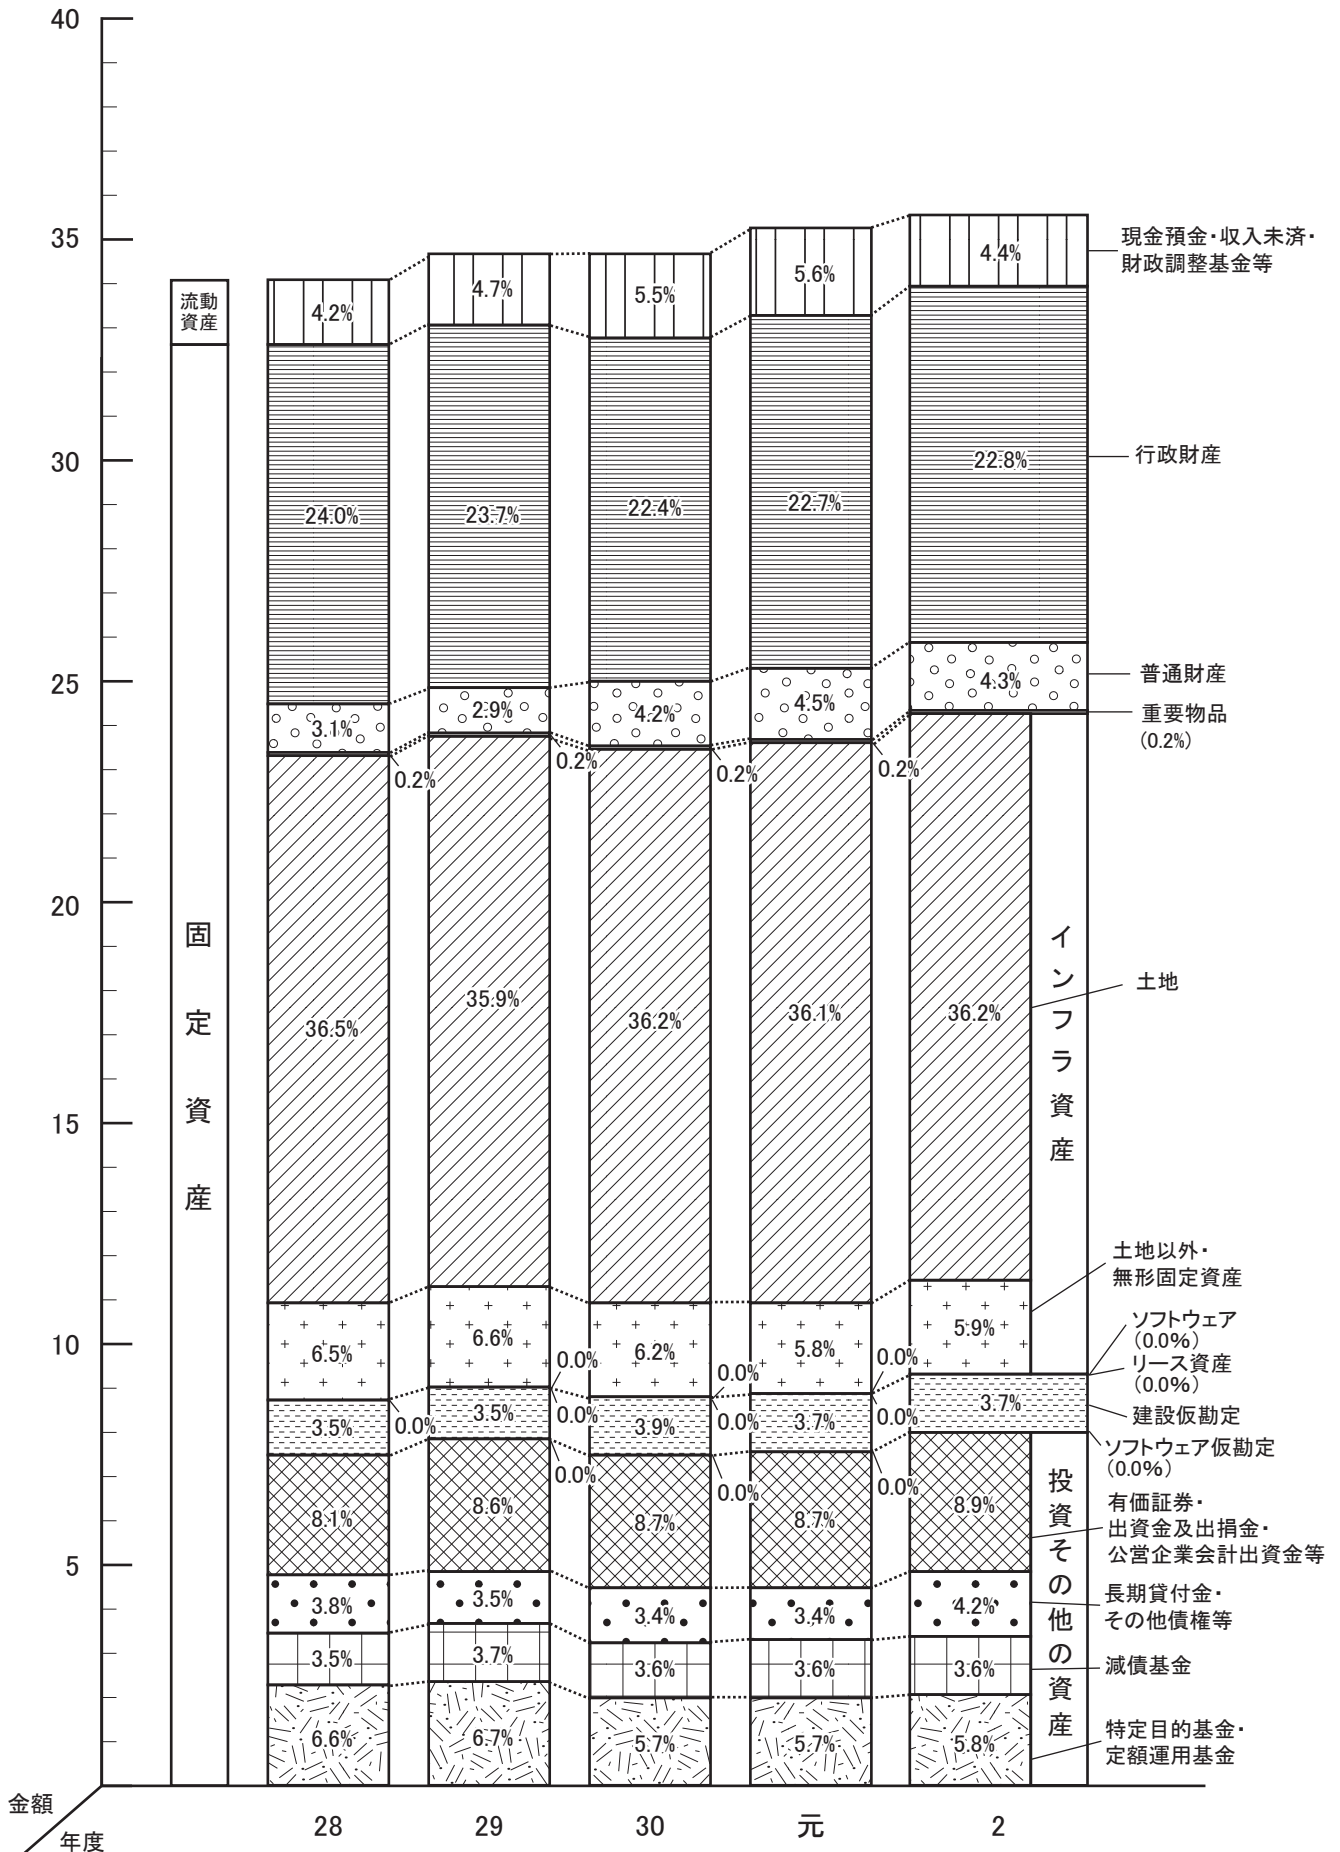 40
35
30
25
20
15
10
5
金額
年度
28
29
30
元
2
流動
資産
固定資産
4.2%
24.0%
3.1%
0.2%
36.5%
6.5%
0.0%
3.5%
8.1%
3.8%
3.5%
6.6%
4.7%
23.7%
2.9%
0.2%
35.9%
6.6%
0.0%
0.0%
3.5%
0.0%
8.6%
3.5%
3.7%
6.7%
5.5%
22.4%
4.2%
0.2%
36.2%
6.2%
0.0%
0.0%
3.9%
0.0%
8.7%
3.4%
3.6%
5.7%
5.6%
22.7%
4.5%
0.2%
36.1%
5.8%
0.0%
0.0%
3.7%
0.0%
8.7%
3.4%
3.6%
5.7%
4.4%
22.8%
4.3%
36.2%
5.9%
3.7%
8.9%
4.2%
3.6%
5.8%
インフラ資産
投資その他の資産
現金預金・収入未済・
財政調整基金等
行政財産
普通財産
重要物品
(0.2%)
土地
土地以外・
無形固定資産
ソフトウェア
(0.0%)
リース資産
(0.0%)
建設仮勘定
ソフトウェア仮勘定
(0.0%)
有価証券・
出資金及出捐金・
公営企業会計出資金等
長期貸付金・
その他債権等
減債基金
特定目的基金・
定額運用基金